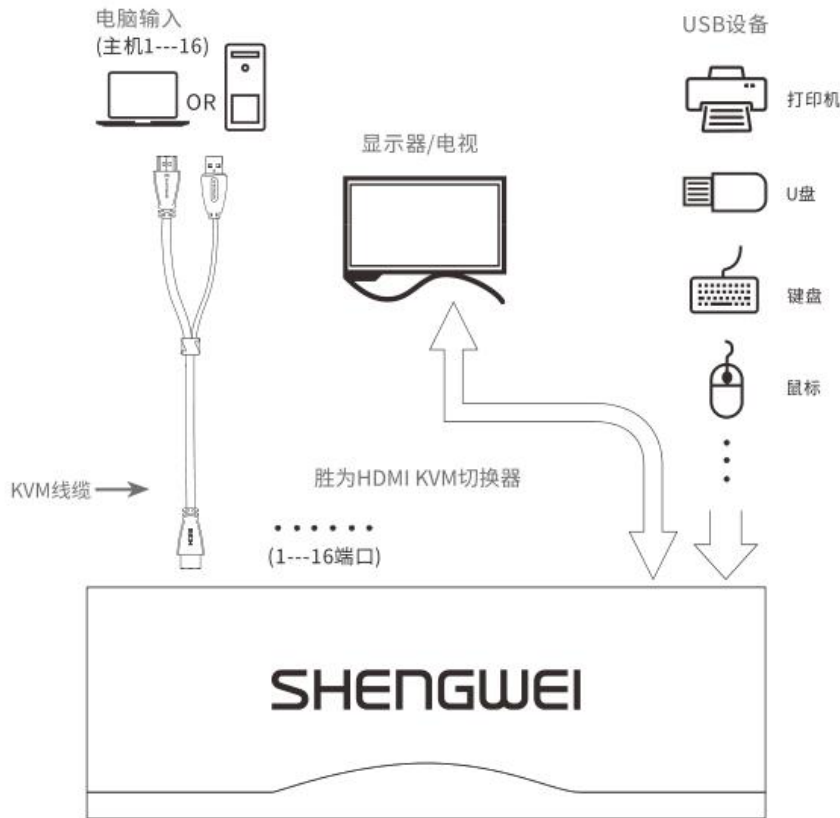 电脑输入
(主机1---16)
OR
USB设备
打印机
显示器/电视
U盘
键盘
鼠标
KVM线缆
胜为HDMI KVM切换器
(1---16端口)
SHENGWEI